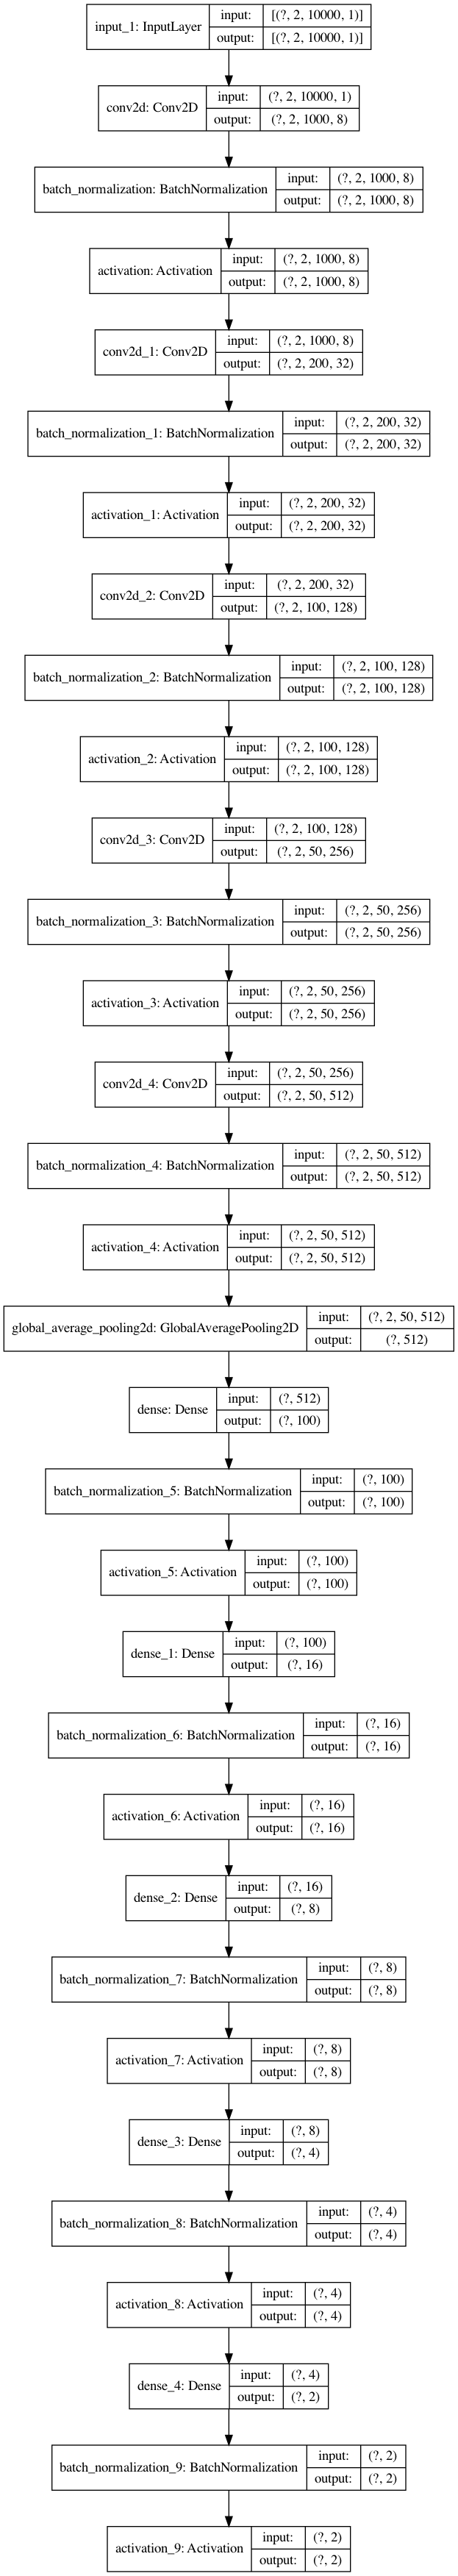 input_1: InputLayer
input:
[(?, 2, 10000, 1)]
output:
[(?, 2, 10000, 1)]
conv2d: Conv2D
input:
(?, 2, 10000, 1)
output:
(?, 2, 1000, 8)
batch_normalization: BatchNormalization
input:
(?, 2, 1000, 8)
output:
(?, 2, 1000, 8)
activation: Activation
input:
(?, 2, 1000, 8)
output:
(?, 2, 1000, 8)
conv2d_1: Conv2D
input:
(?, 2, 1000, 8)
output:
(?, 2, 200, 32)
batch_normalization_1: BatchNormalization
input:
(?, 2, 200, 32)
output:
(?, 2, 200, 32)
activation_1: Activation
input:
(?, 2, 200, 32)
output:
(?, 2, 200, 32)
conv2d_2: Conv2D
input:
(?, 2, 200, 32)
output:
(?, 2, 100, 128)
batch_normalization_2: BatchNormalization
input:
(?, 2, 100, 128)
output:
(?, 2, 100, 128)
activation_2: Activation
input:
(?, 2, 100, 128)
output:
(?, 2, 100, 128)
conv2d_3: Conv2D
input:
(?, 2, 100, 128)
output:
(?, 2, 50, 256)
batch_normalization_3: BatchNormalization
input:
(?, 2, 50, 256)
output:
(?, 2, 50, 256)
activation_3: Activation
input:
(?, 2, 50, 256)
output:
(?, 2, 50, 256)
conv2d_4: Conv2D
input:
(?, 2, 50, 256)
output:
(?, 2, 50, 512)
batch_normalization_4: BatchNormalization
input:
(?, 2, 50, 512)
output:
(?, 2, 50, 512)
activation_4: Activation
input:
(?, 2, 50, 512)
output:
(?, 2, 50, 512)
global_average_pooling2d: GlobalAveragePooling2D
input:
(?, 2, 50, 512)
output:
(?, 512)
dense: Dense
input:
(?, 512)
output:
(?, 100)
batch_normalization_5: BatchNormalization
input:
(?, 100)
output:
(?, 100)
activation_5: Activation
input:
(?, 100)
output:
(?, 100)
dense_1: Dense
input:
(?, 100)
output:
(?, 16)
batch_normalization_6: BatchNormalization
input:
(?, 16)
output:
(?, 16)
activation_6: Activation
input:
(?, 16)
output:
(?, 16)
dense_2: Dense
input:
(?, 16)
output:
(?, 8)
batch_normalization_7: BatchNormalization
input:
(?, 8)
output:
(?, 8)
activation_7: Activation
input:
(?, 8)
output:
(?, 8)
dense_3: Dense
input:
(?, 8)
output:
(?, 4)
batch_normalization_8: BatchNormalization
input:
(?, 4)
output:
(?, 4)
activation_8: Activation
input:
(?, 4)
output:
(?, 4)
dense_4: Dense
input:
(?, 4)
output:
(?, 2)
batch_normalization_9: BatchNormalization
input:
(?, 2)
output:
(?, 2)
activation_9: Activation
input:
(?, 2)
output:
(?, 2)